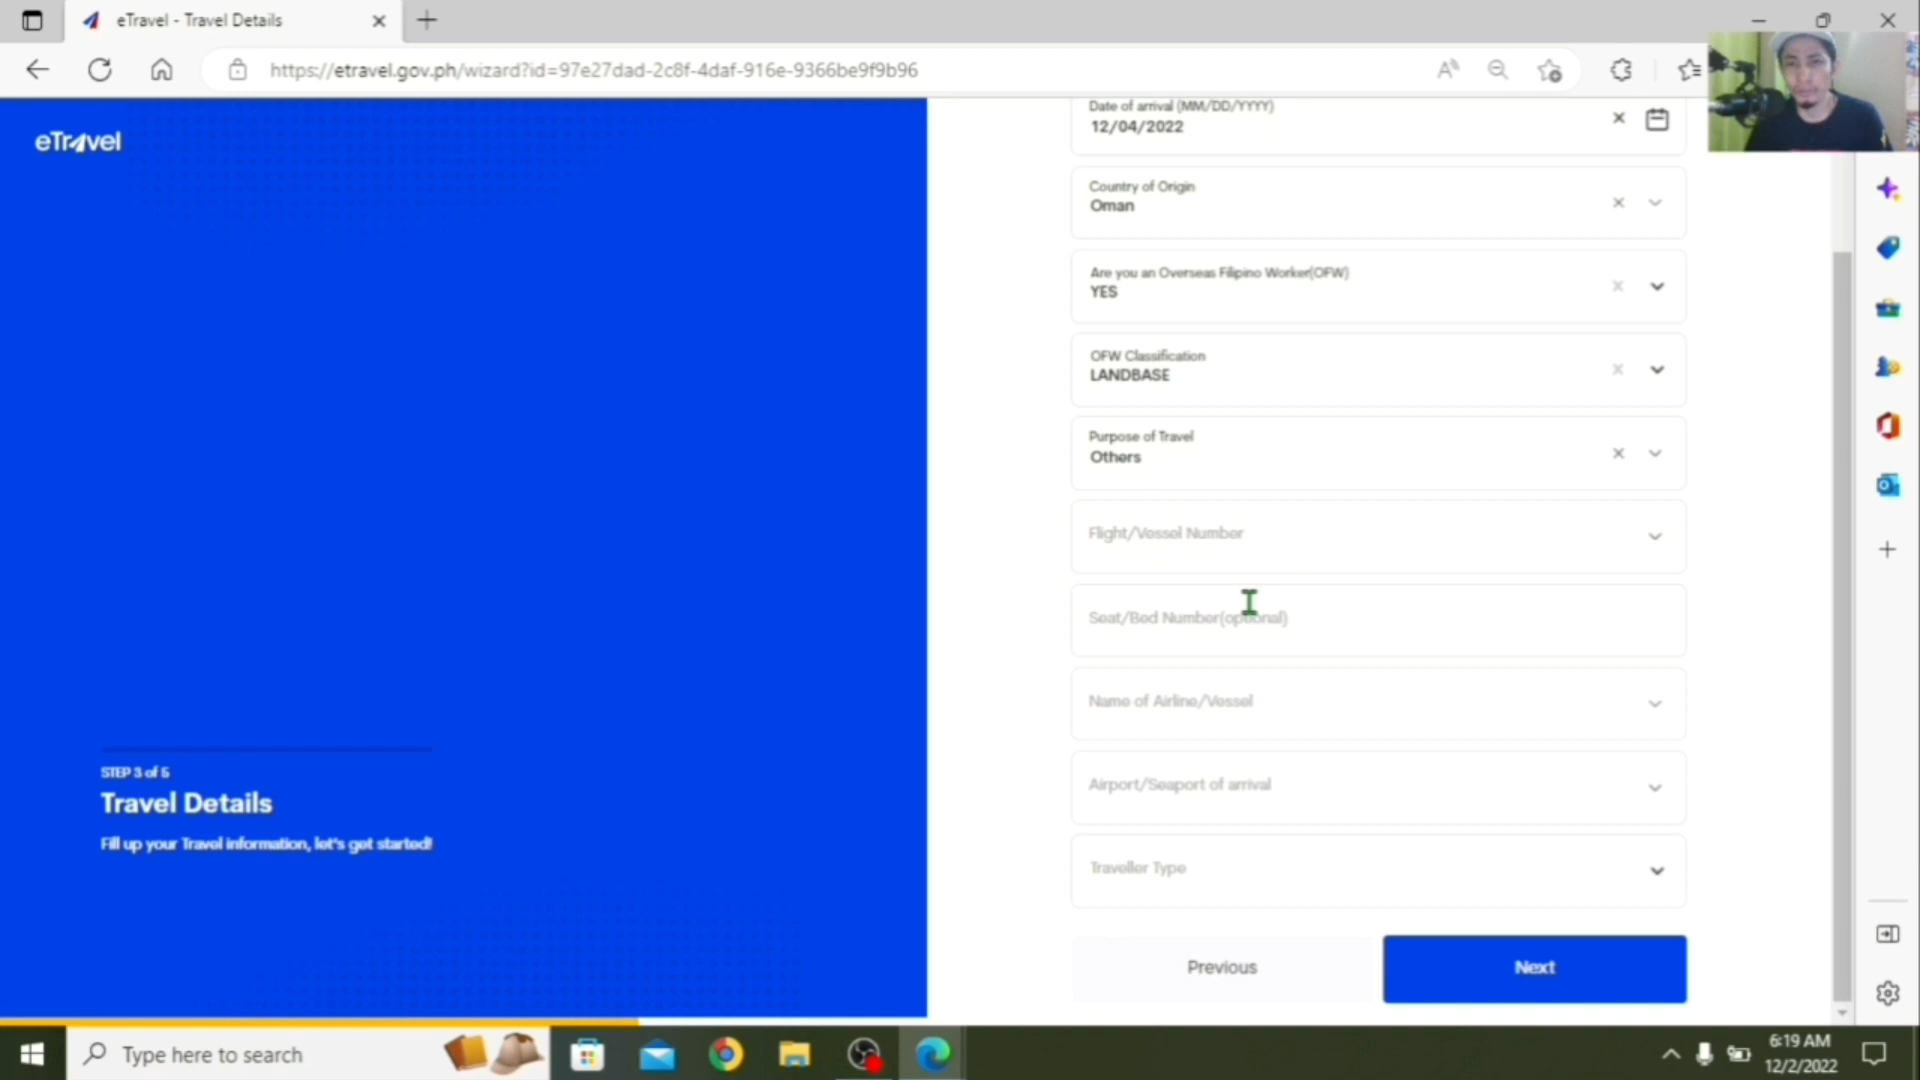 eTravel - Travel Details
https://etravel.gov.ph/wizard?id=97e27dad-2c8f-4daf-916e-9366be9f9b96
eTravel
Date of arrival (MM/DD/YYYY)
12/04/2022
Country of Origin
Oman
Are you an Overseas Filipino Worker(OFW)
YES
OFW Classification
LANDBASE
Purpose of Travel
Others
Flight/Vessel Number
Seat/Bed Number(optional)
Name of Airline/Vessel
Airport/Seaport of arrival
Traveller Type
STEP 3 of 5
Travel Details
Fill up your Travel information, let's get started!
Previous
Next
Type here to search
6:19 AM
12/2/2022